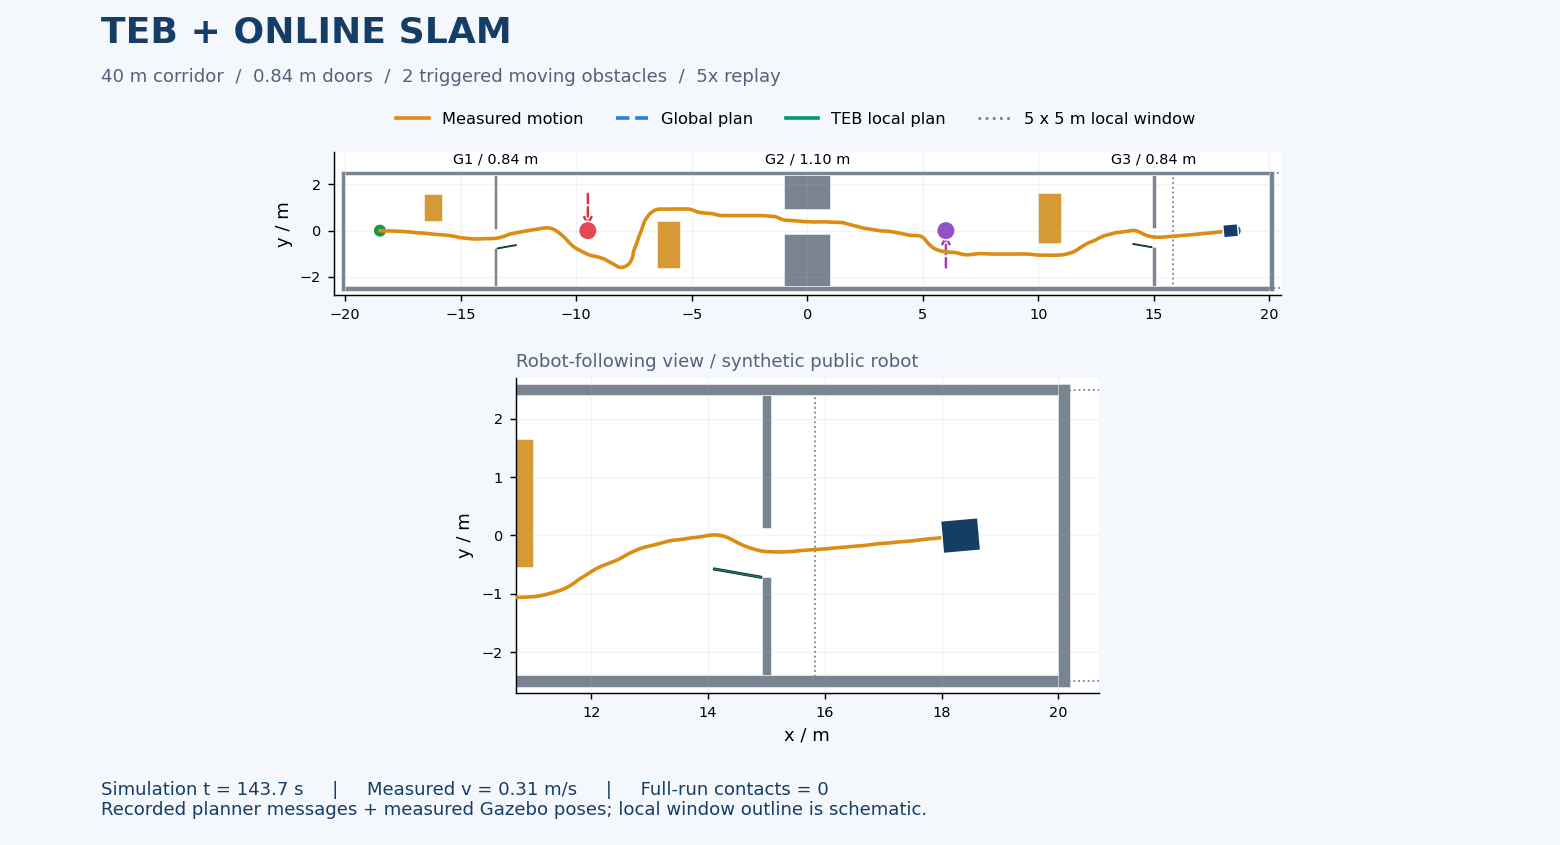 TEB + ONLINE SLAM
40 m corridor / 0.84 m doors / 2 triggered moving obstacles / 5x replay
Measured motion Global plan TEB local plan 5 x 5 m local window
G1 / 0.84 m G2 / 1.10 m G3 / 0.84 m
y / m
2
0
−2
−20 −15 −10 −5 0 5 10 15 20
Robot-following view / synthetic public robot
y / m
2
1
0
−1
−2
12 14 16 18 20
x / m
Simulation t = 143.7 s | Measured v = 0.31 m/s | Full-run contacts = 0
Recorded planner messages + measured Gazebo poses; local window outline is schematic.